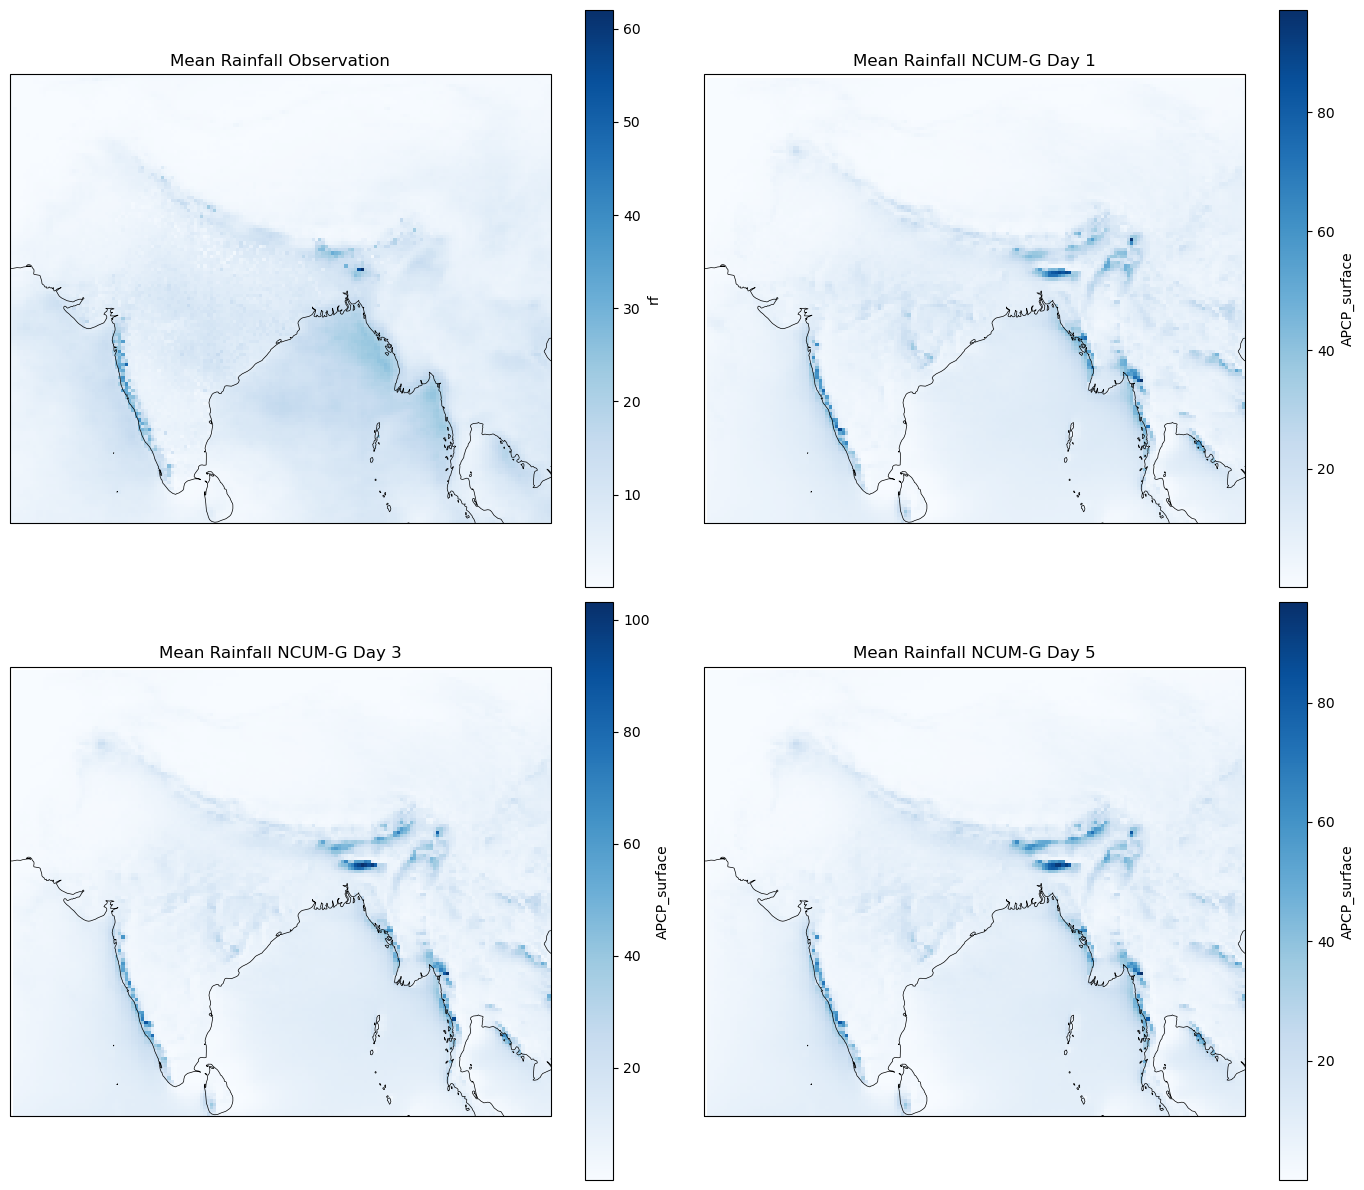 Mean Rainfall Observation
60
50
40
30
20
10
rf
Mean Rainfall NCUM-G Day 1
80
60
40
20
APCP_surface
Mean Rainfall NCUM-G Day 3
100
80
60
40
20
APCP_surface
Mean Rainfall NCUM-G Day 5
80
60
40
20
APCP_surface